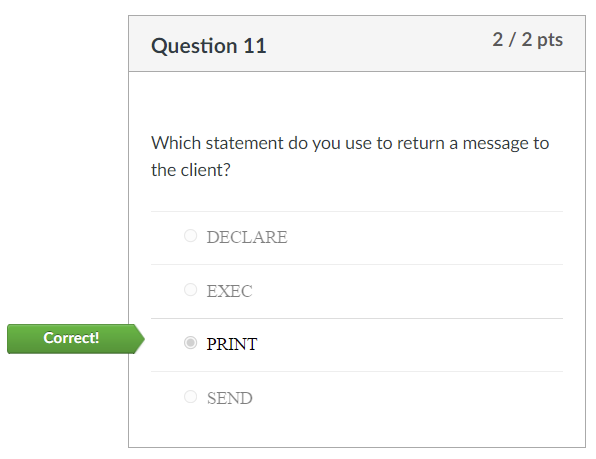 Question 11
2 / 2 pts
Which statement do you use to return a message to
the client?
DECLARE
EXEC
Correct!
PRINT
SEND